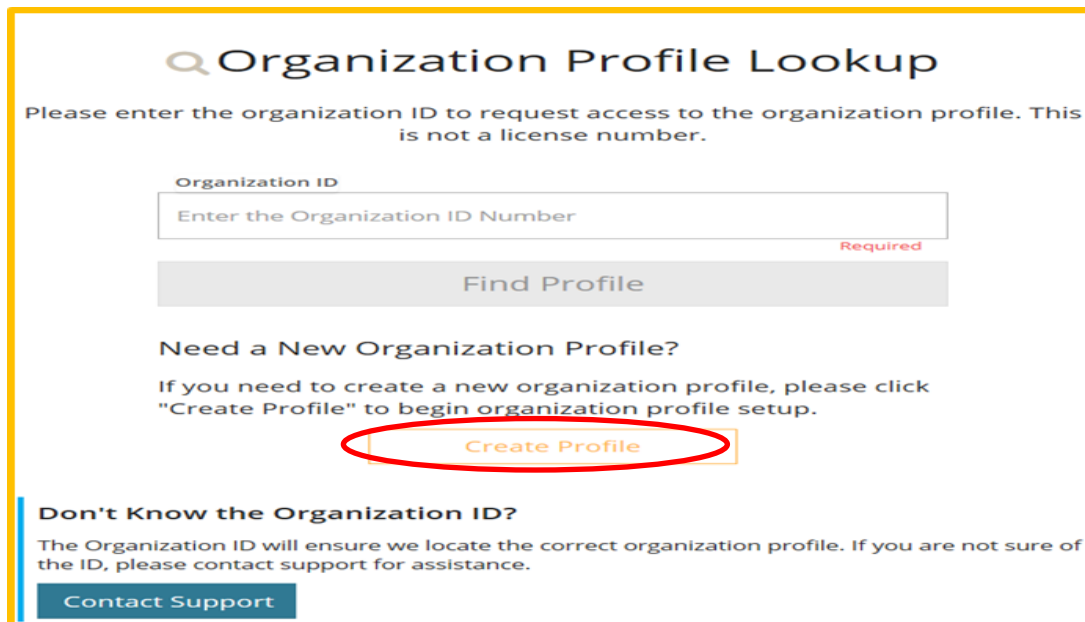 Organization Profile Lookup
Please enter the organization ID to request access to the organization profile. This
is not a license number.
Organization ID
Enter the Organization ID Number
Required
Find Profile
Need a New Organization Profile?
If you need to create a new organization profile, please click
"Create Profile" to begin organization profile setup.
Create Profile
Don't Know the Organization ID?
The Organization ID will ensure we locate the correct organization profile. If you are not sure of
the ID, please contact support for assistance.
Contact Support